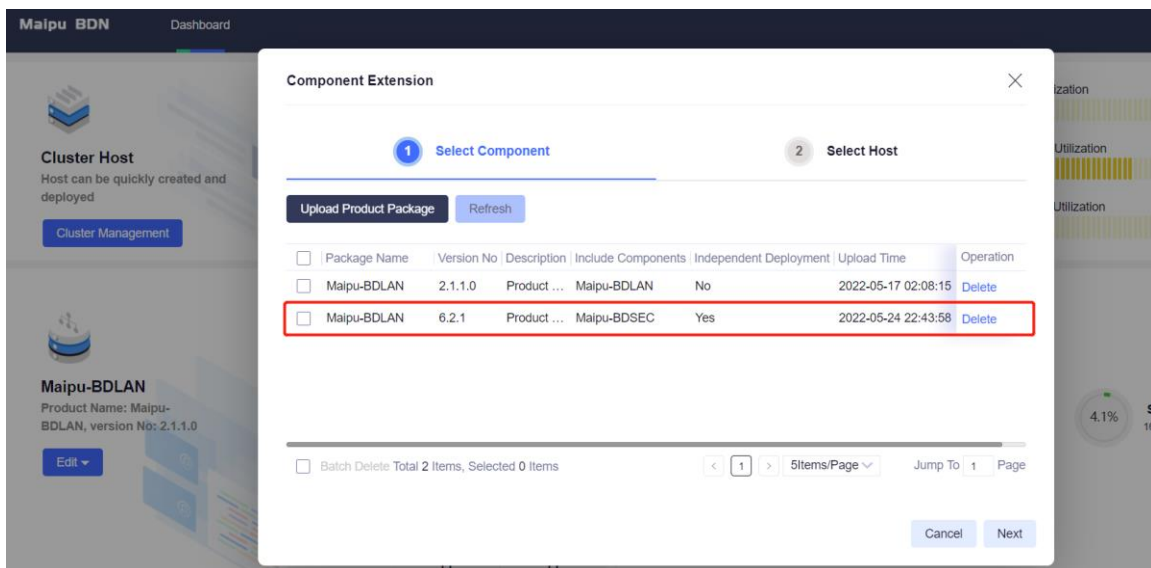 Maipu BDN Dashboard
Component Extension
ization
1 Select Component 2 Select Host
Utilization
Cluster Host
Host can be quickly created and
deployed
Upload Product Package Refresh
Utilization
Cluster Management
Package Name Version No Description Include Components Independent Deployment Upload Time Operation
Maipu-BDLAN 2.1.1.0 Product ... Maipu-BDLAN No 2022-05-17 02:08:15 Delete
Maipu-BDLAN 6.2.1 Product ... Maipu-BDSEC Yes 2022-05-24 22:43:58 Delete
Maipu-BDLAN
Product Name: Maipu-
BDLAN, version No: 2.1.1.0
4.1%
Edit
Batch Delete Total 2 Items, Selected 0 Items < 1 > 5Items/Page Jump To 1 Page
Cancel Next